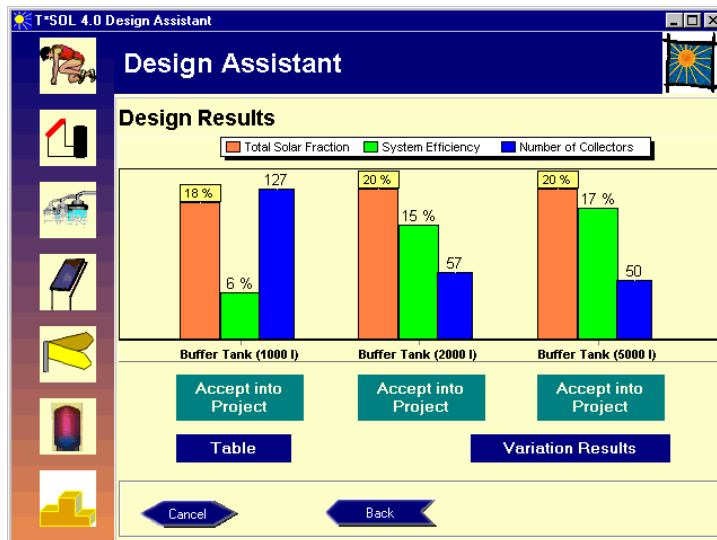 T*SOL 4.0 Design Assistant
Design Assistant
Design Results
Total Solar Fraction System Efficiency Number of Collectors
18 % 6 % 127 20 % 15 % 57 20 % 17 % 50
Buffer Tank (1000 l) Buffer Tank (2000 l) Buffer Tank (5000 l)
Accept into Project Accept into Project Accept into Project
Table Variation Results
Cancel Back